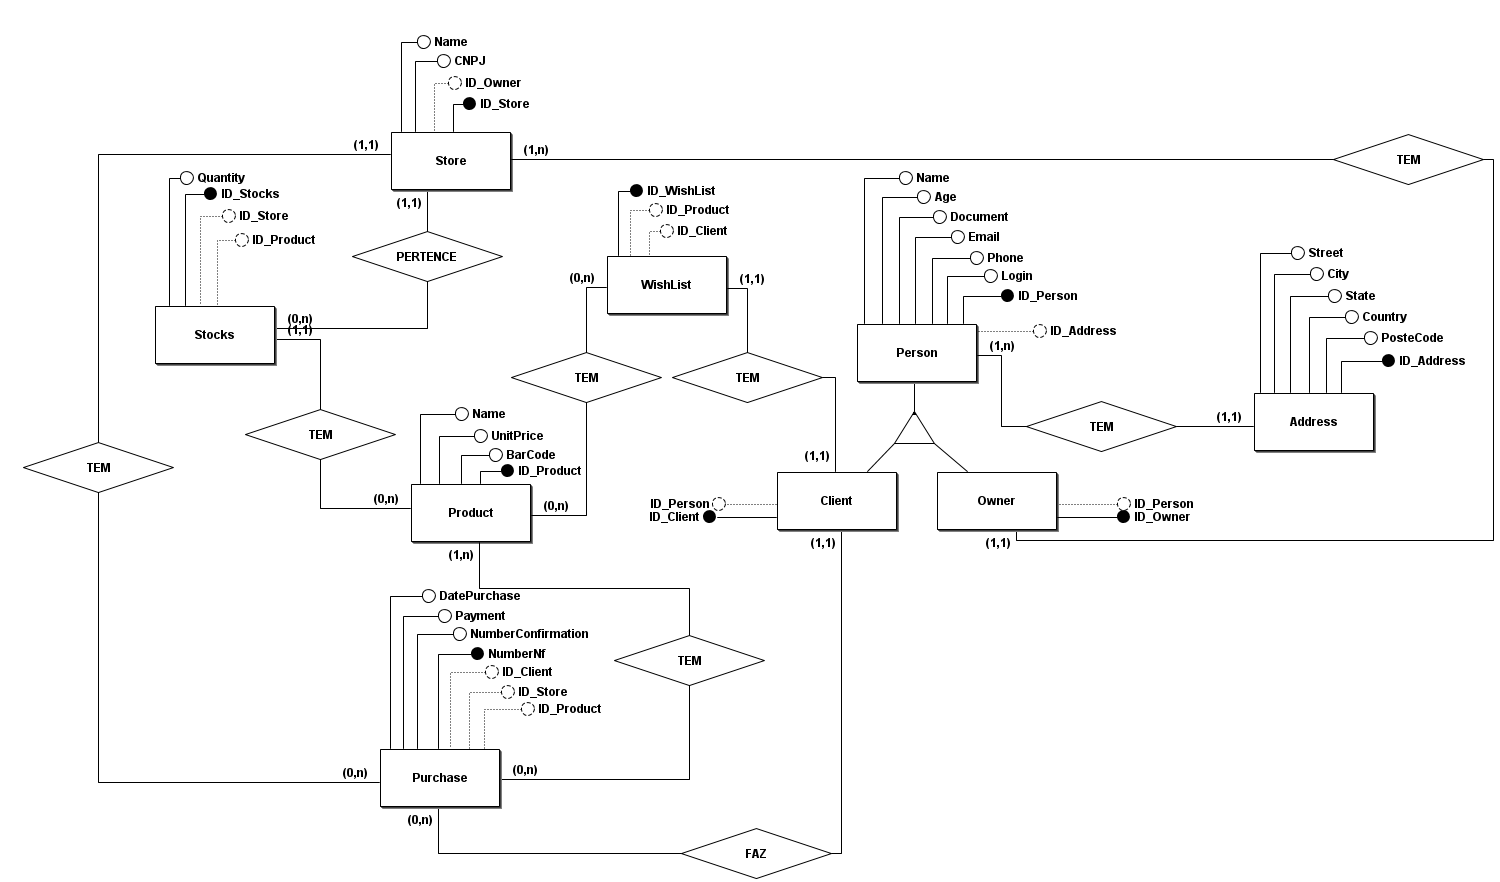 Name
CNPJ
ID_Owner
ID_Store
(1,1)
Store
(1,n)
TEM
(1,1)
PERTENCE
Quantity
ID_Stocks
ID_Store
ID_Product
Stocks
(0,n)
(1,1)
ID_WishList
ID_Product
ID_Client
(0,n)
WishList
(1,1)
TEM
TEM
Name
Age
Document
Email
Phone
Login
ID_Person
ID_Address
Person
(1,n)
TEM
(1,1)
Street
City
State
Country
PosteCode
ID_Address
Address
TEM
TEM
Name
UnitPrice
BarCode
ID_Product
(0,n)
Product
(0,n)
(1,n)
(1,1)
ID_Person
ID_Client
Client
(1,1)
Owner
ID_Person
ID_Owner
(1,1)
DatePurchase
Payment
NumberConfirmation
NumberNf
ID_Client
ID_Store
ID_Product
TEM
(0,n)
Purchase
(0,n)
(0,n)
FAZ